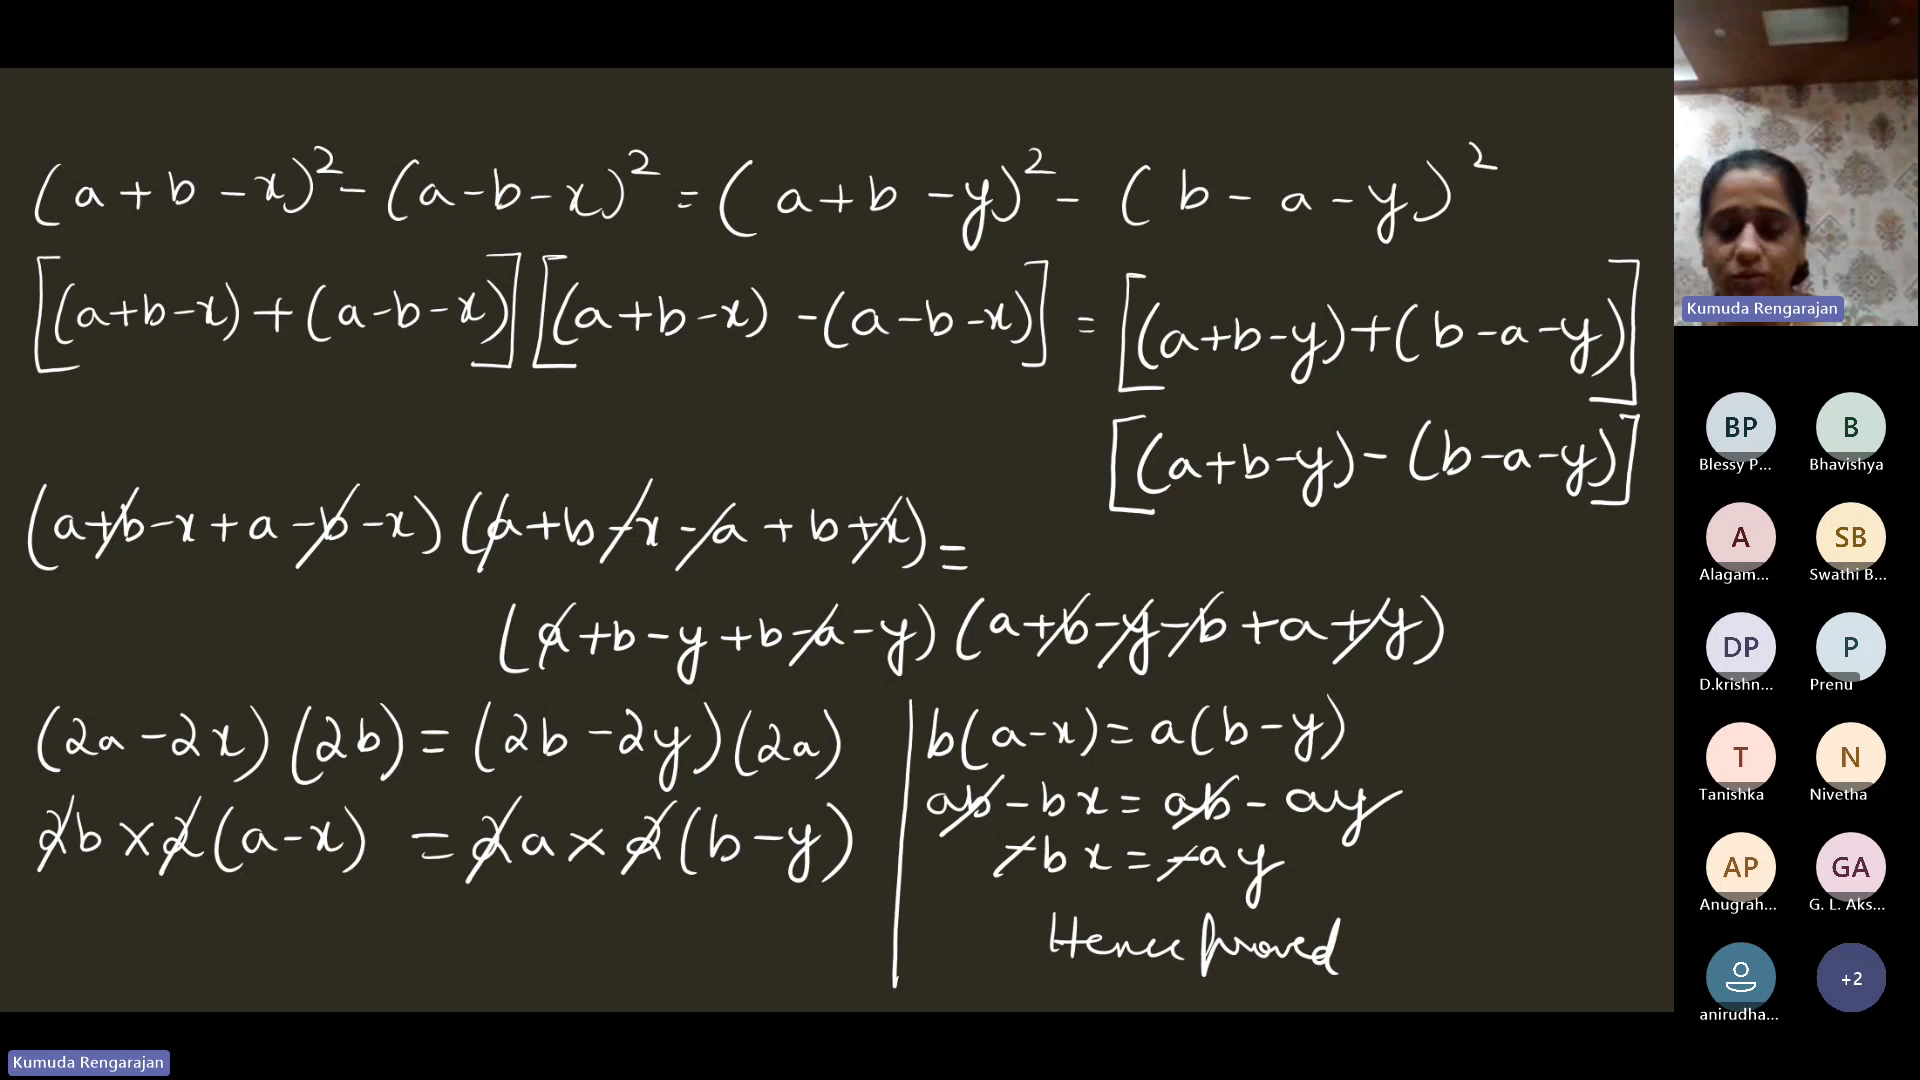 (a + b - x)² - (a - b - x)² = (a + b - y)² - (b - a - y)²
[(a+b-x) + (a-b-x)] [(a+b-x) - (a-b-x)] = [(a+b-y) + (b-a-y)]
[(a+b-y) - (b-a-y)]
(a+b-x+a-b-x) (a+b-x-a+b+x) =
(a+b-y+b-a-y) (a+b-y-b+a+y)
(2a-2x) (2b) = (2b-2y) (2a)
2b × 2(a-x) = 2a × 2(b-y)
b(a-x) = a(b-y)
ab - bx = ab - ay
-bx = -ay
Hence proved
Kumuda Rengarajan
BP
Blessy P...
B
Bhavishya
A
Alagam...
SB
Swathi B...
DP
D.krishn...
P
Prenu
T
Tanishka
N
Nivetha
AP
Anugrah...
GA
G. L. Aks...
anirudha...
+2
Kumuda Rengarajan